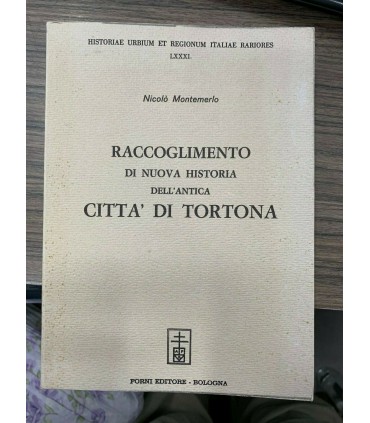 HISTORIAE URBIUM ET REGIONUM ITALIAE RARIORES
LXXXI.
Nicolò Montemerlo
RACCOGLIMENTO
DI NUOVA HISTORIA
DELL'ANTICA
CITTA' DI TORTONA
FORNI EDITORE - BOLOGNA